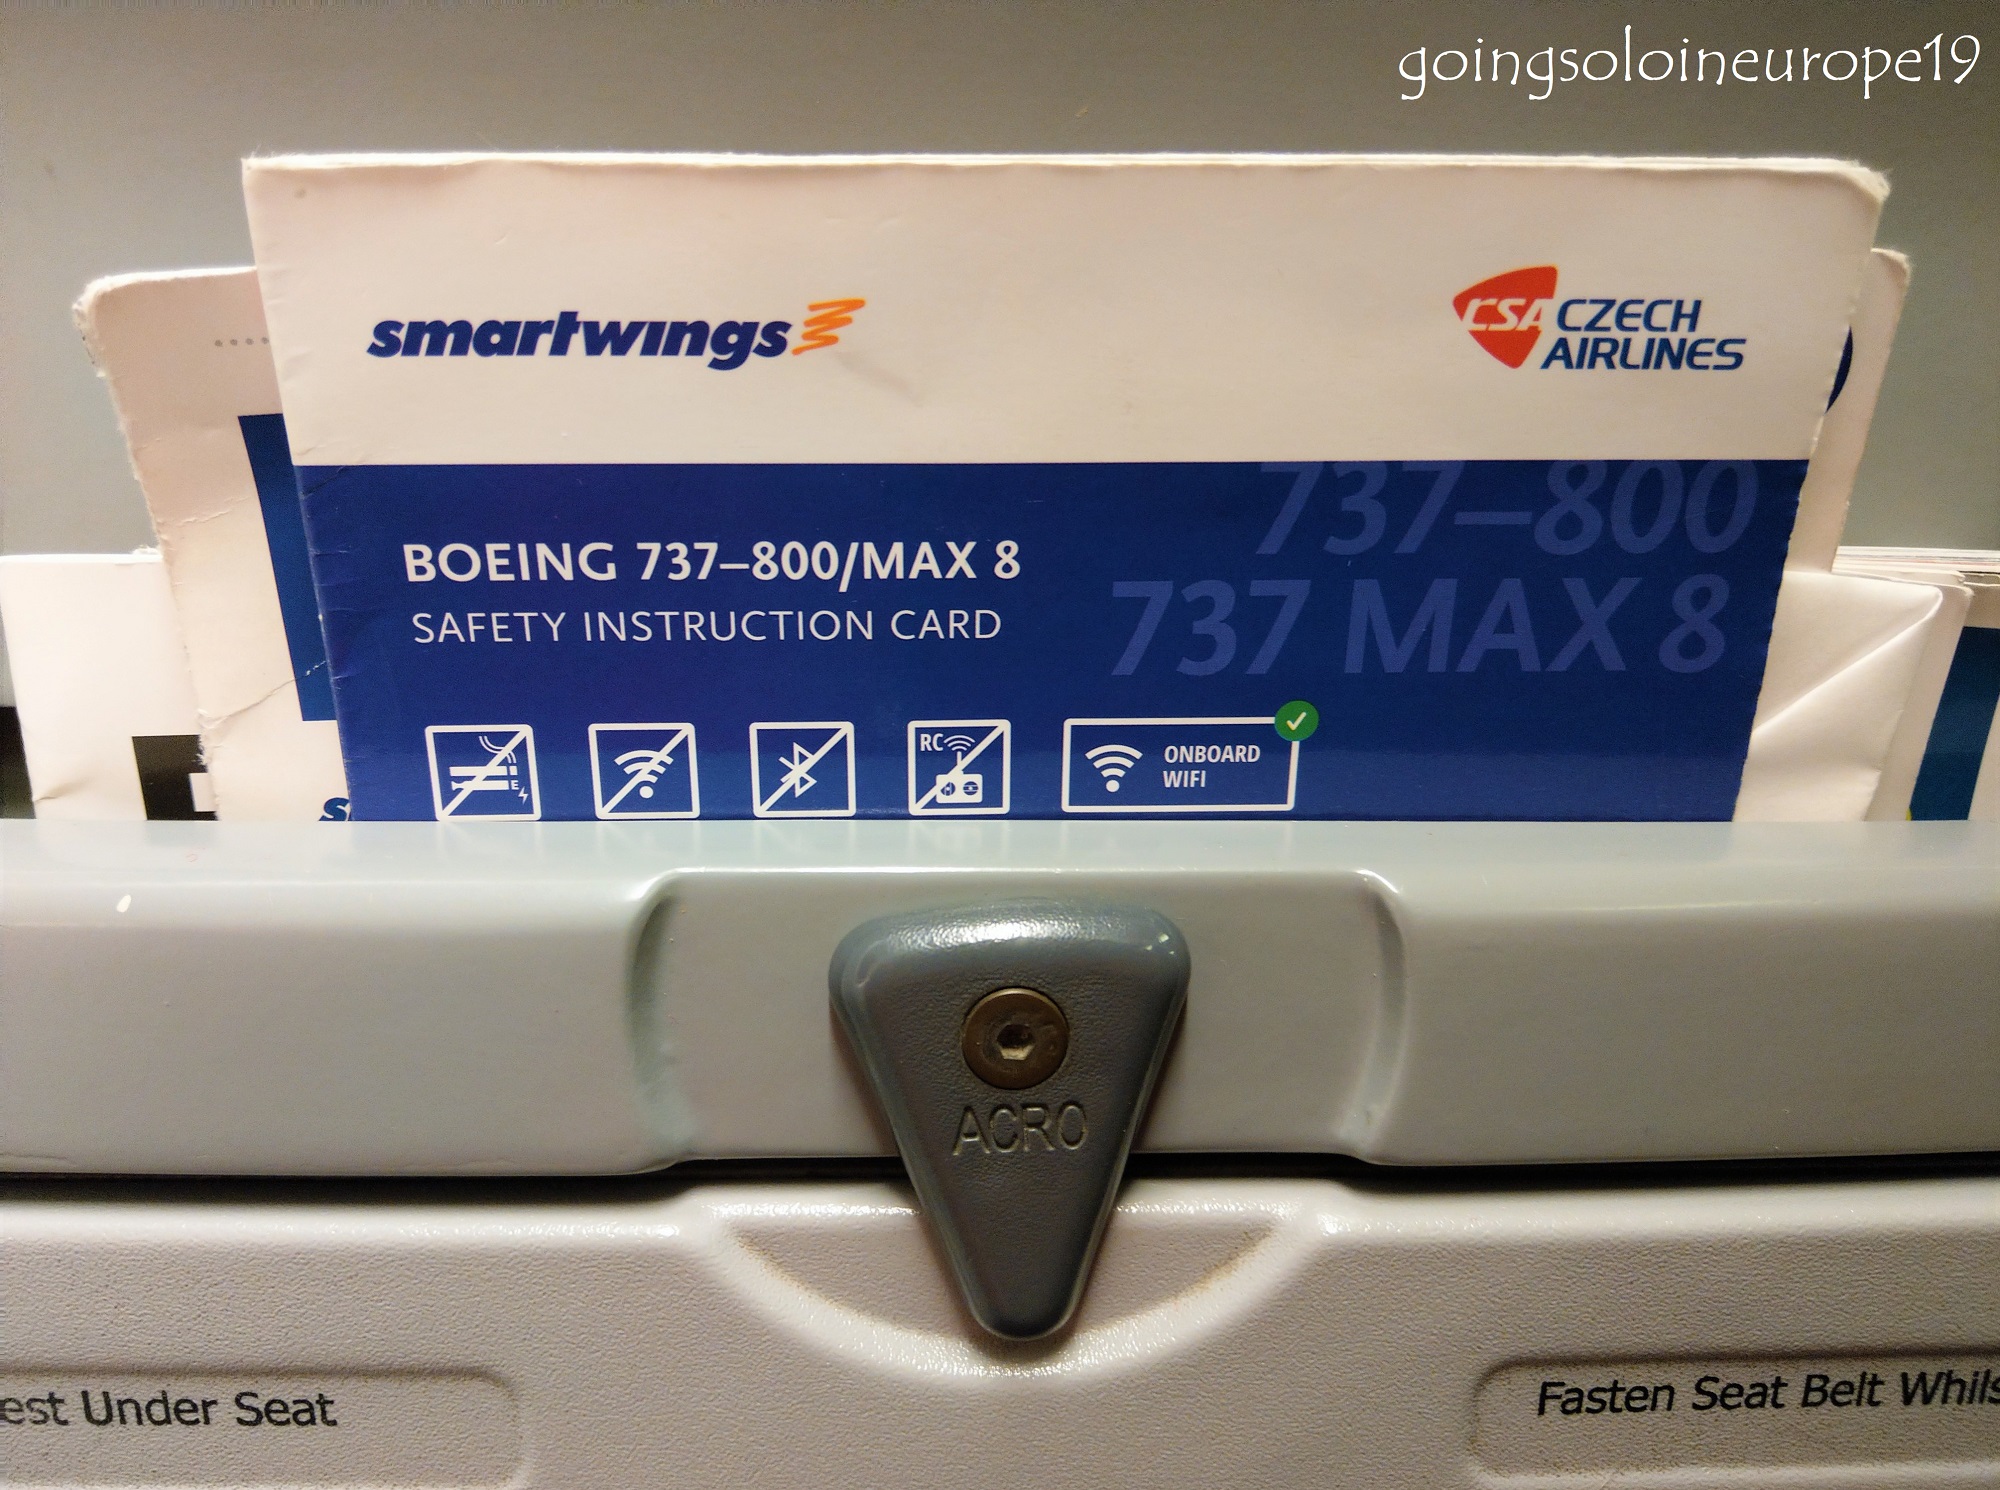 goingsoloineurope19
smartwings
CSA CZECH
AIRLINES
737–800
BOEING 737–800/MAX 8
737 MAX 8
SAFETY INSTRUCTION CARD
E
RC
ONBOARD
WIFI
ACRO
est Under Seat
Fasten Seat Belt Whils